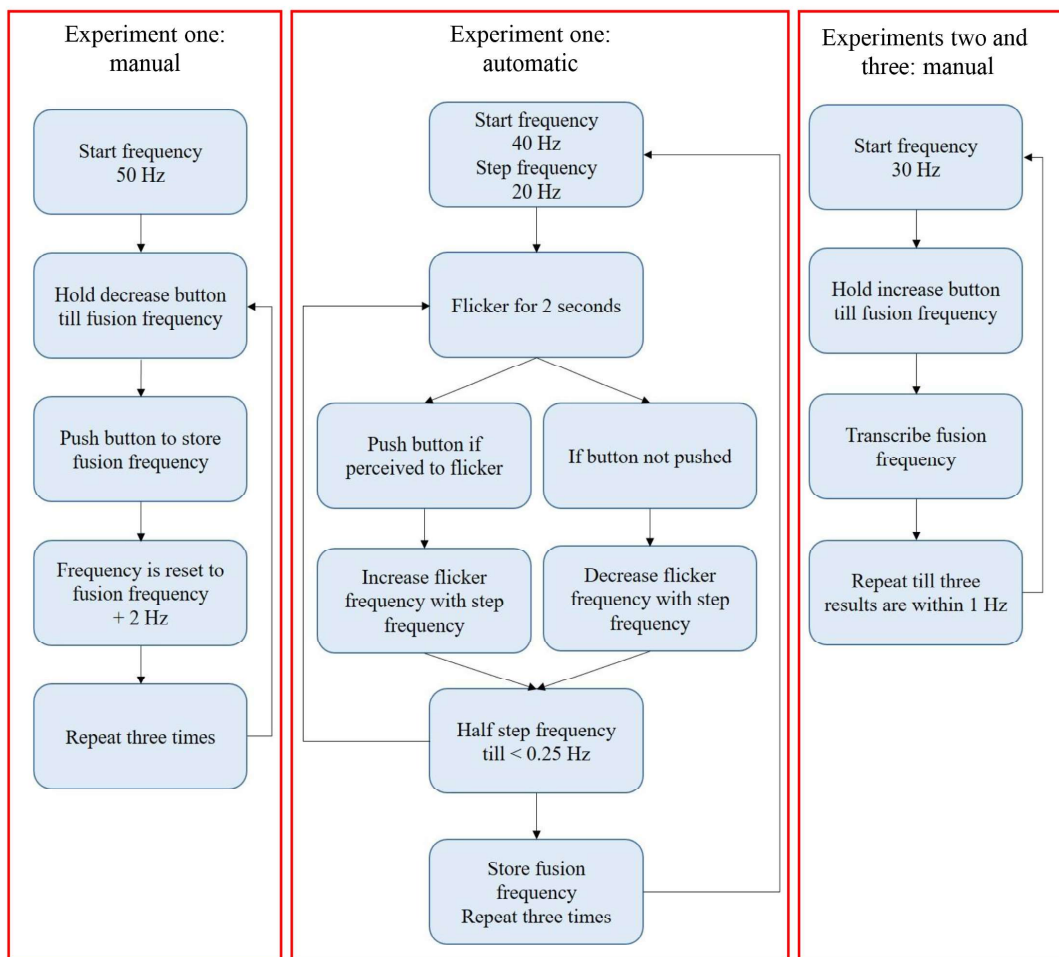 Experiment one:
manual
Start frequency
50 Hz
Hold decrease button
till fusion frequency
Push button to store
fusion frequency
Frequency is reset to
fusion frequency
+ 2 Hz
Repeat three times
Experiment one:
automatic
Start frequency
40 Hz
Step frequency
20 Hz
Flicker for 2 seconds
Push button if
perceived to flicker
If button not pushed
Increase flicker
frequency with step
frequency
Decrease flicker
frequency with step
frequency
Half step frequency
till < 0.25 Hz
Store fusion
frequency
Repeat three times
Experiments two and
three: manual
Start frequency
30 Hz
Hold increase button
till fusion frequency
Transcribe fusion
frequency
Repeat till three
results are within 1 Hz